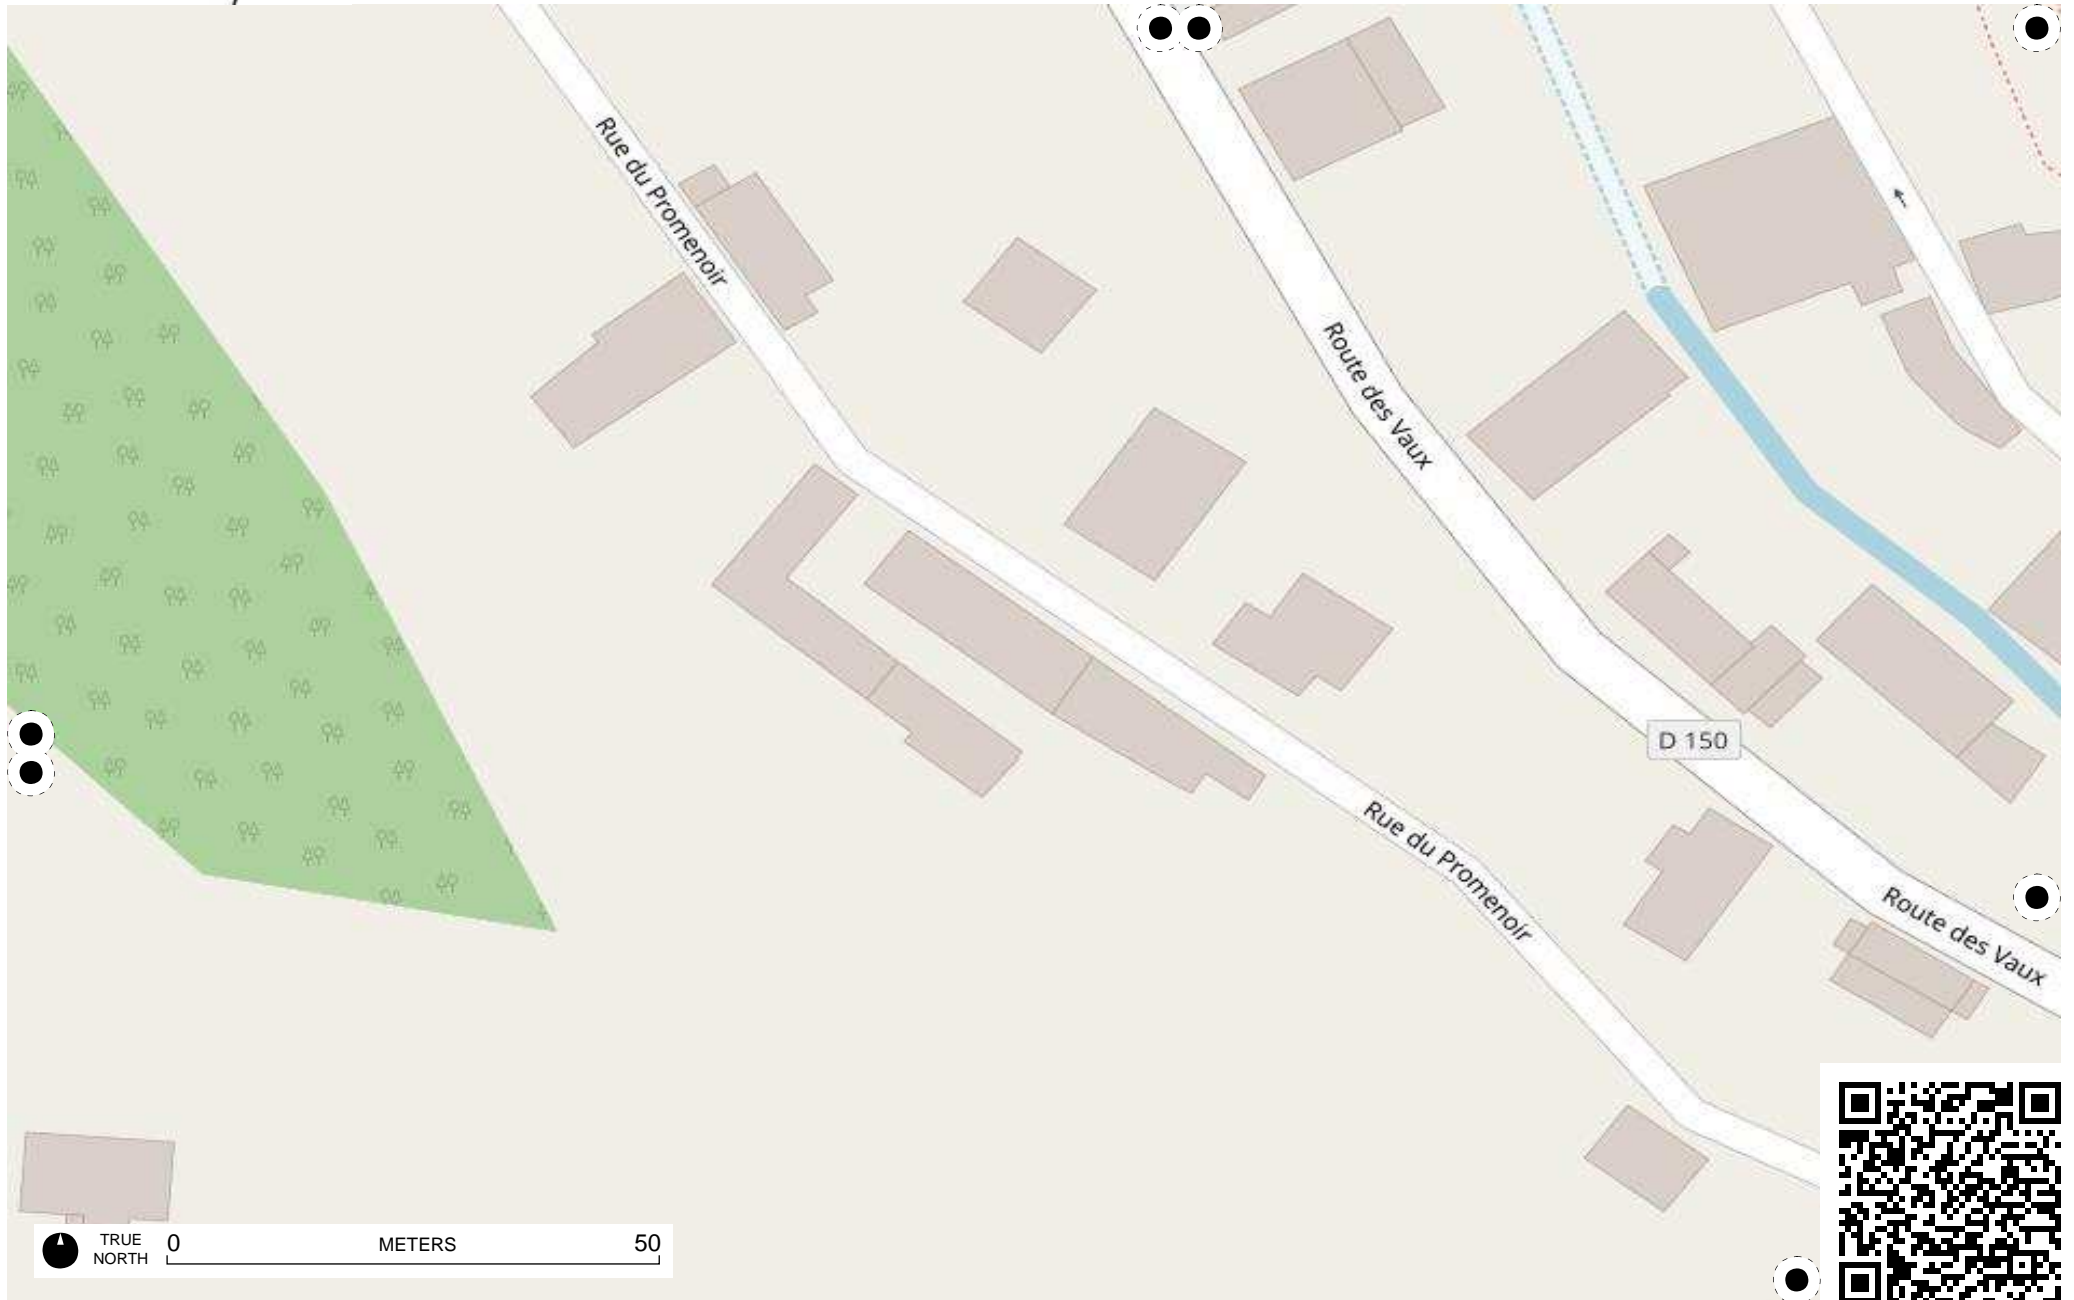 Rue du Promenoir
Route des Vaux
D 150
Rue du Promenoir
Route des Vaux
TRUE
NORTH
0 METERS 50